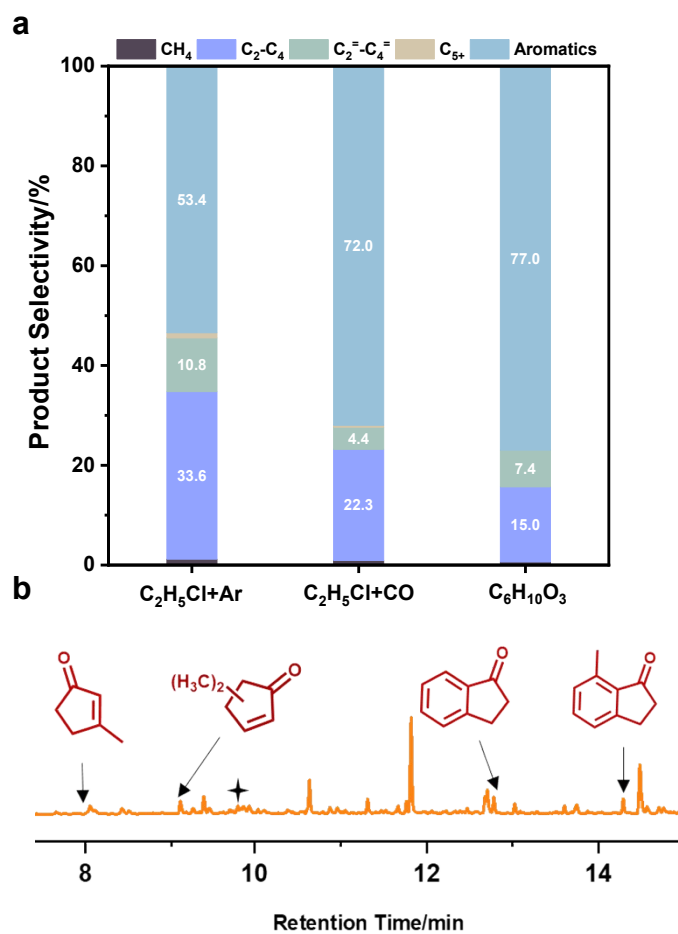 a
CH₄ C₂-C₄ C₂⁼-C₄⁼ C₅₊ Aromatics
Product Selectivity/%
100
80
60
40
20
0
53.4
10.8
33.6
72.0
4.4
22.3
77.0
7.4
15.0
C₂H₅Cl+Ar C₂H₅Cl+CO C₆H₁₀O₃
b
O
(H₃C)₂ O
O
O
8 10 12 14
Retention Time/min